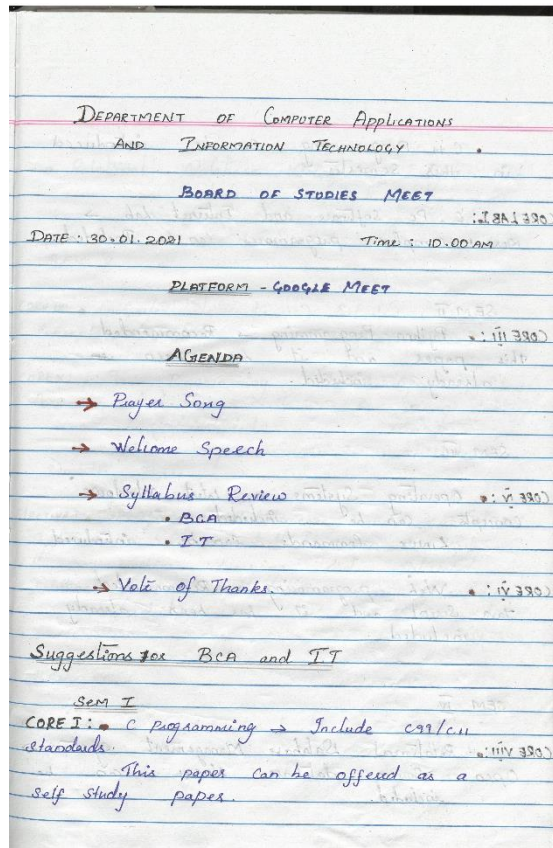 DEPARTMENT OF COMPUTER APPLICATIONS
AND INFORMATION TECHNOLOGY.
BOARD OF STUDIES MEET
DATE : 30.01.2021 Time : 10.00 AM
PLATFORM - GOOGLE MEET
AGENDA
→ Prayer Song
→ Welcome Speech
→ Syllabus Review
• BCA
• IT
→ Vote of Thanks.
Suggestions for BCA and IT
Sem I
CORE I: • C programming → Include C99/C11
standards.
This paper can be offered as a
self study paper.